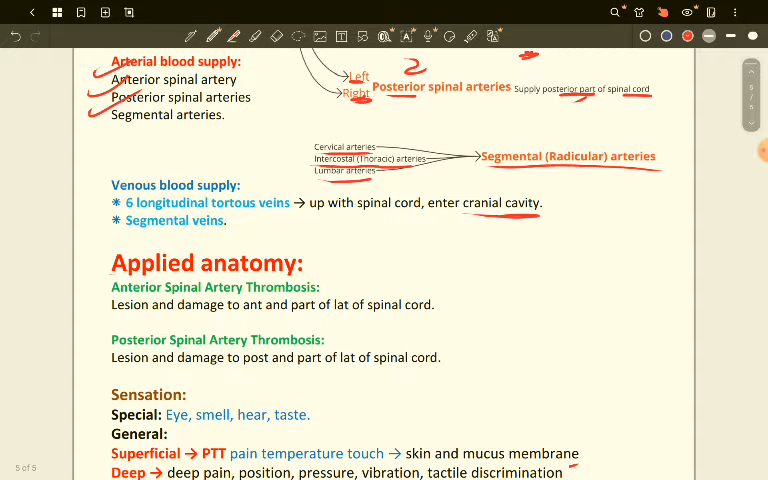 Arterial blood supply:
Anterior spinal artery
Posterior spinal arteries
Segmental arteries.
Left
Right
2
Posterior spinal arteries Supply posterior part of spinal cord
Cervical arteries
Intercostal (Thoracic) arteries
Lumbar arteries
Segmental (Radicular) arteries
Venous blood supply:
* 6 longitudinal tortous veins → up with spinal cord, enter cranial cavity.
* Segmental veins.
Applied anatomy:
Anterior Spinal Artery Thrombosis:
Lesion and damage to ant and part of lat of spinal cord.
Posterior Spinal Artery Thrombosis:
Lesion and damage to post and part of lat of spinal cord.
Sensation:
Special: Eye, smell, hear, taste.
General:
Superficial → PTT pain temperature touch → skin and mucus membrane
Deep → deep pain, position, pressure, vibration, tactile discrimination
5 of 5
5
/
5